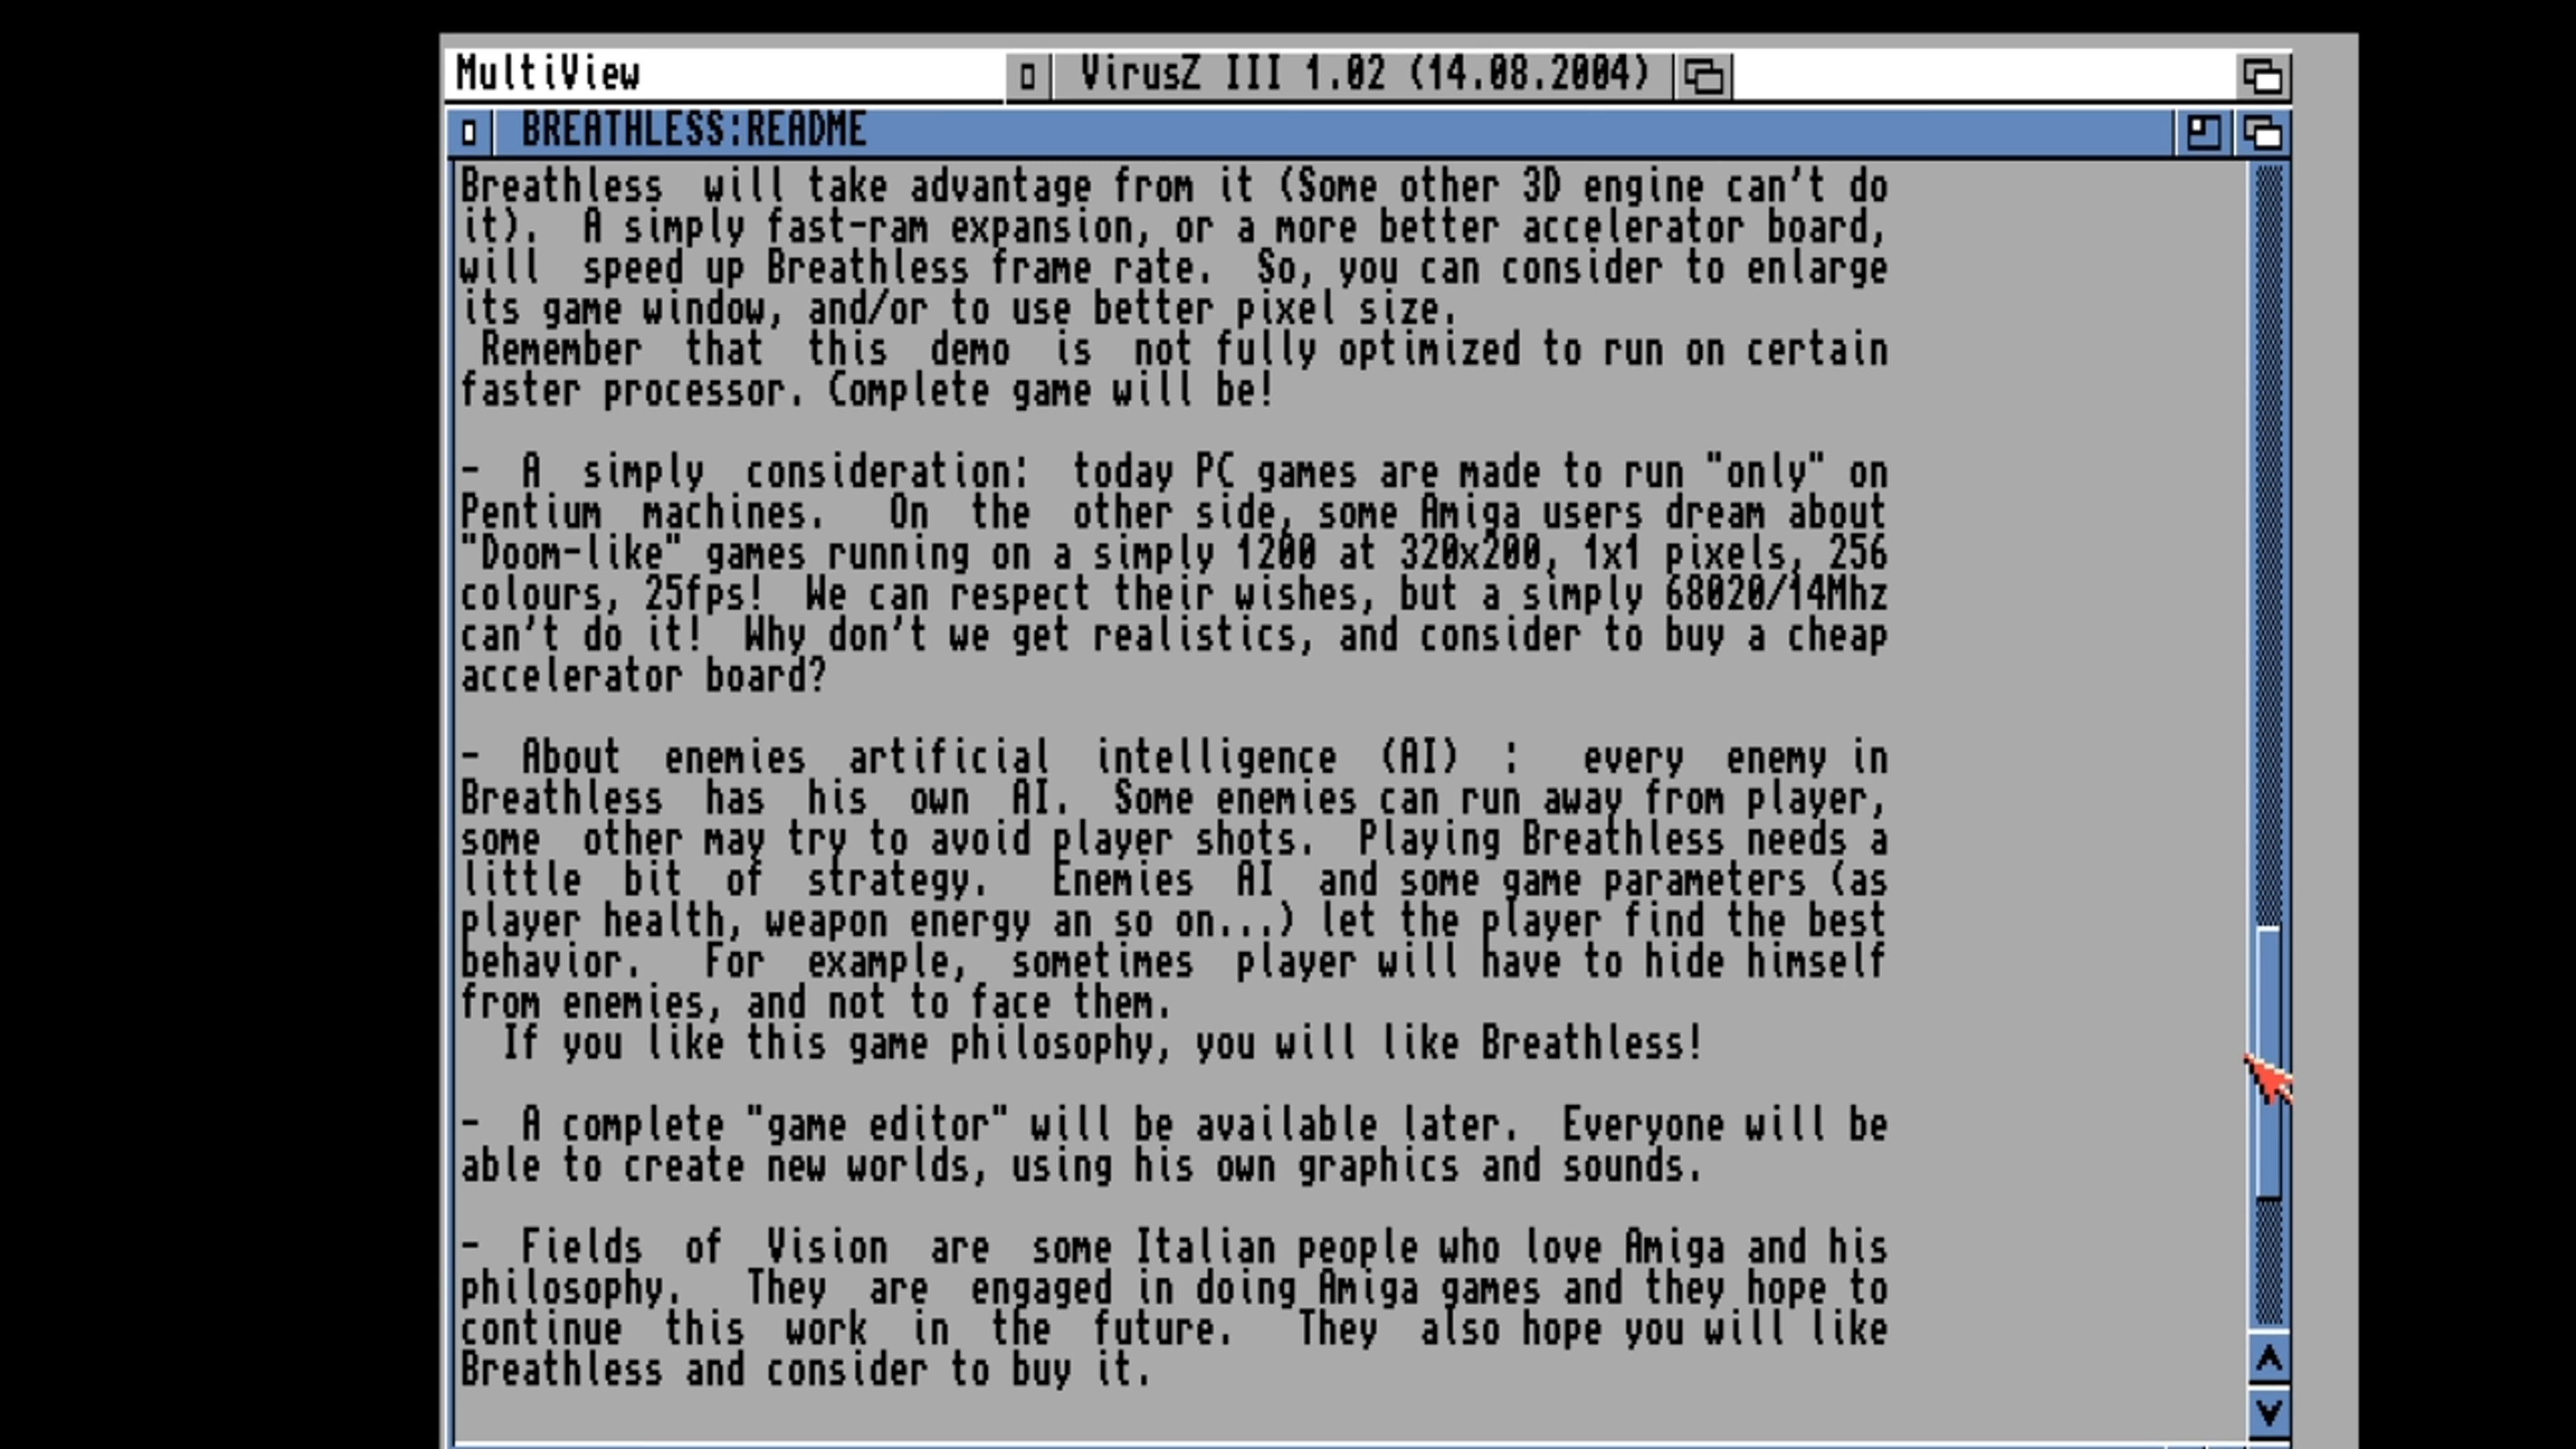 MultiView
VirusZ III 1.02 (14.08.2004)
BREATHLESS:README
Breathless  will take advantage from it (Some other 3D engine can't do
it).  A simply fast-ram expansion, or a more better accelerator board,
will  speed up Breathless frame rate.  So, you can consider to enlarge
its game window, and/or to use better pixel size.
 Remember  that  this  demo  is  not fully optimized to run on certain
faster processor. Complete game will be!
-  A  simply  consideration:  today PC games are made to run "only" on
Pentium  machines.   On  the  other side, some Amiga users dream about
"Doom-like" games running on a simply 1200 at 320x200, 1x1 pixels, 256
colours, 25fps!  We can respect their wishes, but a simply 68020/14Mhz
can't do it!  Why don't we get realistics, and consider to buy a cheap
accelerator board?
-  About  enemies  artificial  intelligence  (AI)  :   every  enemy in
Breathless  has  his  own  AI.  Some enemies can run away from player,
some  other may try to avoid player shots.  Playing Breathless needs a
little  bit  of  strategy.   Enemies  AI  and some game parameters (as
player health, weapon energy an so on...) let the player find the best
behavior.   For  example,  sometimes  player will have to hide himself
from enemies, and not to face them.
  If you like this game philosophy, you will like Breathless!
-  A complete "game editor" will be available later.  Everyone will be
able to create new worlds, using his own graphics and sounds.
-  Fields  of  Vision  are  some Italian people who love Amiga and his
philosophy.   They  are  engaged in doing Amiga games and they hope to
continue  this  work  in  the  future.   They  also hope you will like
Breathless and consider to buy it.